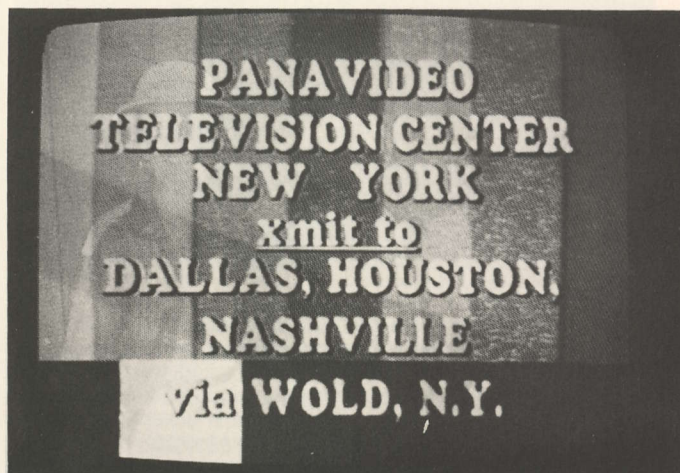 PANAVIDEO
TELEVISION CENTER
NEW YORK
xmit to
DALLAS, HOUSTON,
NASHVILLE
via WOLD, N.Y.